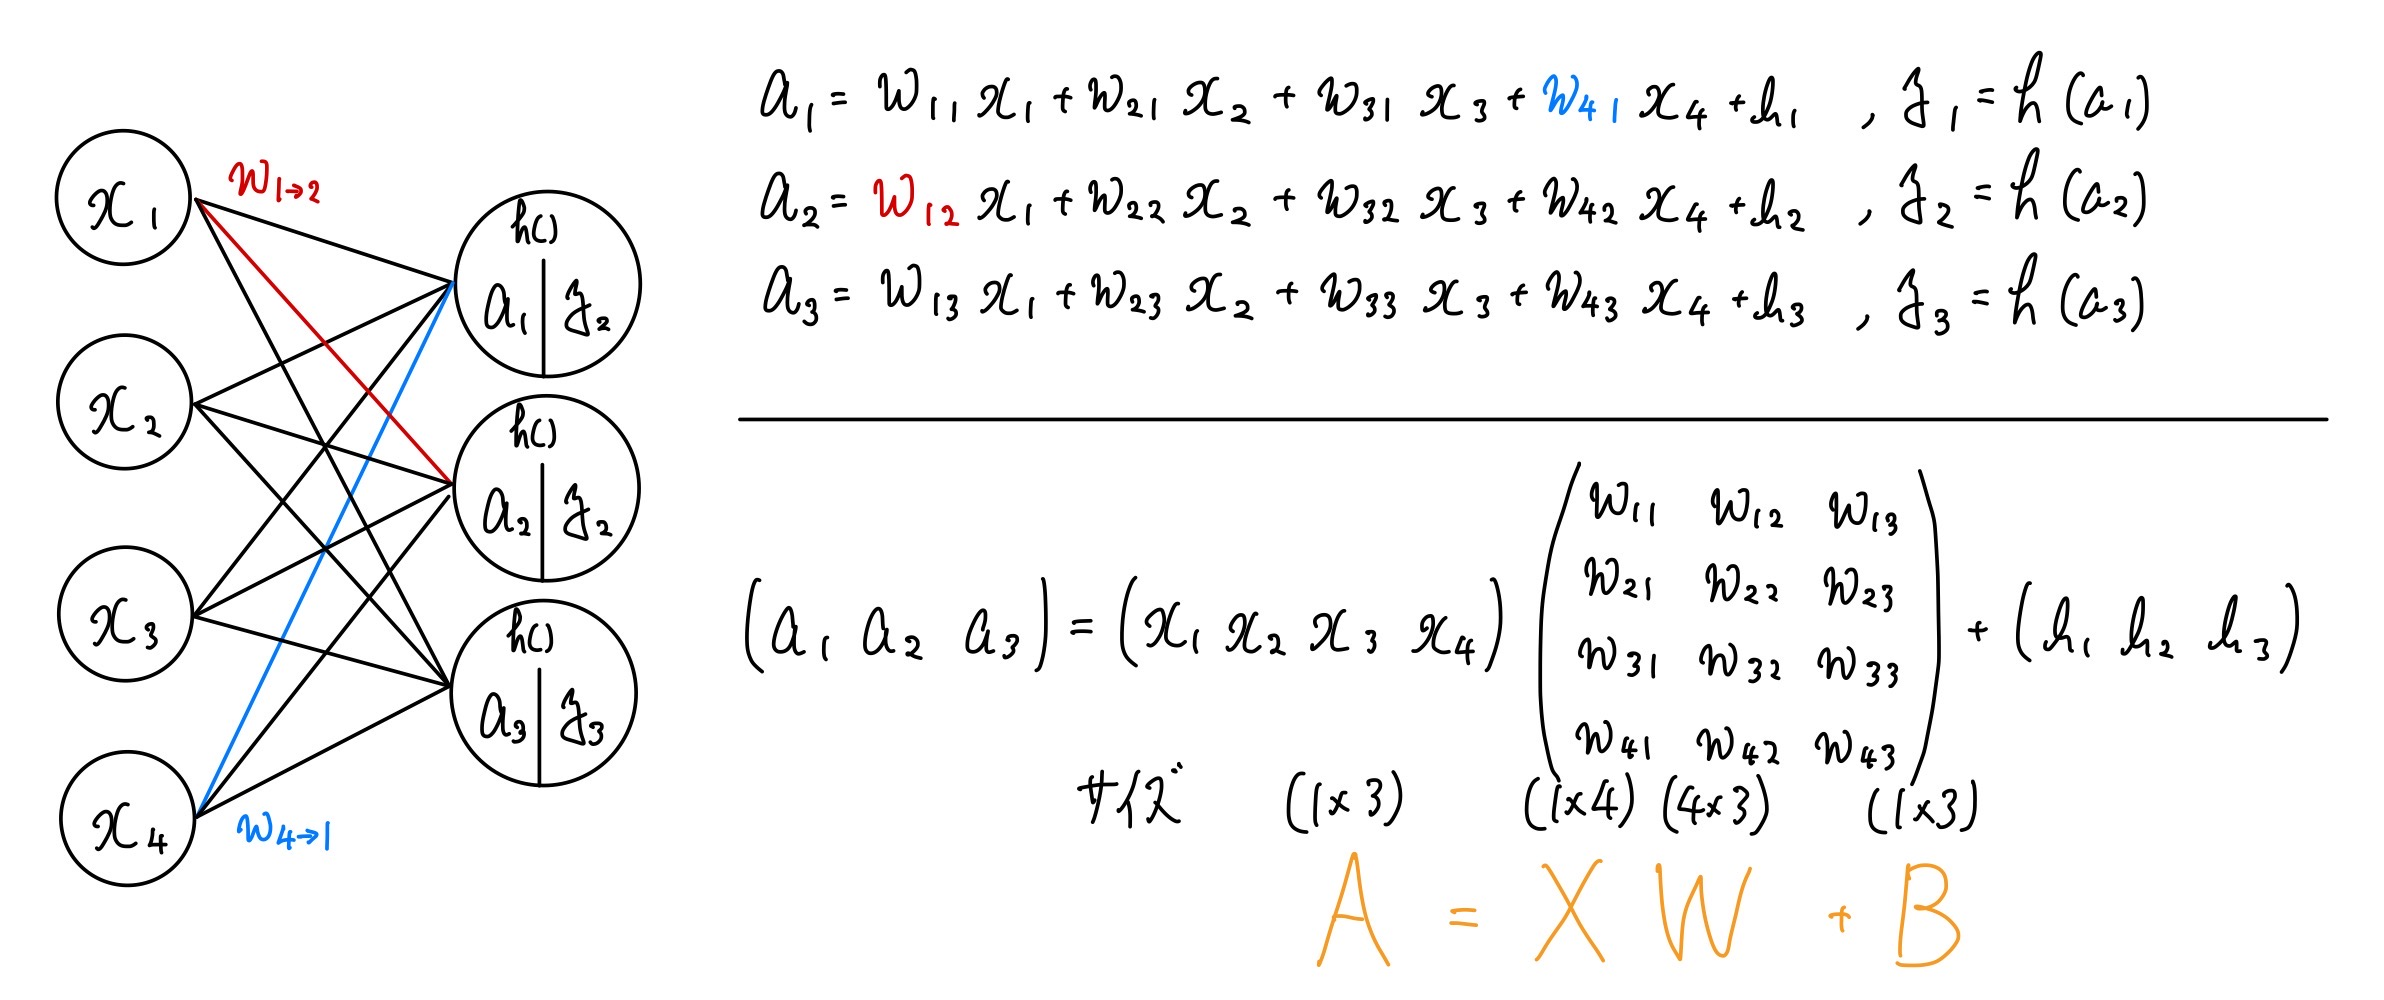 x₁
w₁→₂
x₂
x₃
x₄
w₄→₁
h()
a₁ | z₂
h()
a₂ | z₂
h()
a₃ | z₃
a₁ = w₁₁ x₁ + w₂₁ x₂ + w₃₁ x₃ + w₄₁ x₄ + b₁ , z₁ = h (a₁)
a₂ = w₁₂ x₁ + w₂₂ x₂ + w₃₂ x₃ + w₄₂ x₄ + b₂ , z₂ = h (a₂)
a₃ = w₁₃ x₁ + w₂₃ x₂ + w₃₃ x₃ + w₄₃ x₄ + b₃ , z₃ = h (a₃)
w₁₁ w₁₂ w₁₃
w₂₁ w₂₂ w₂₃
(a₁ a₂ a₃) = (x₁ x₂ x₃ x₄) + (b₁ b₂ b₃)
w₃₁ w₃₂ w₃₃
w₄₁ w₄₂ w₄₃
サイズ (1×3) (1×4) (4×3) (1×3)
A = X W + B